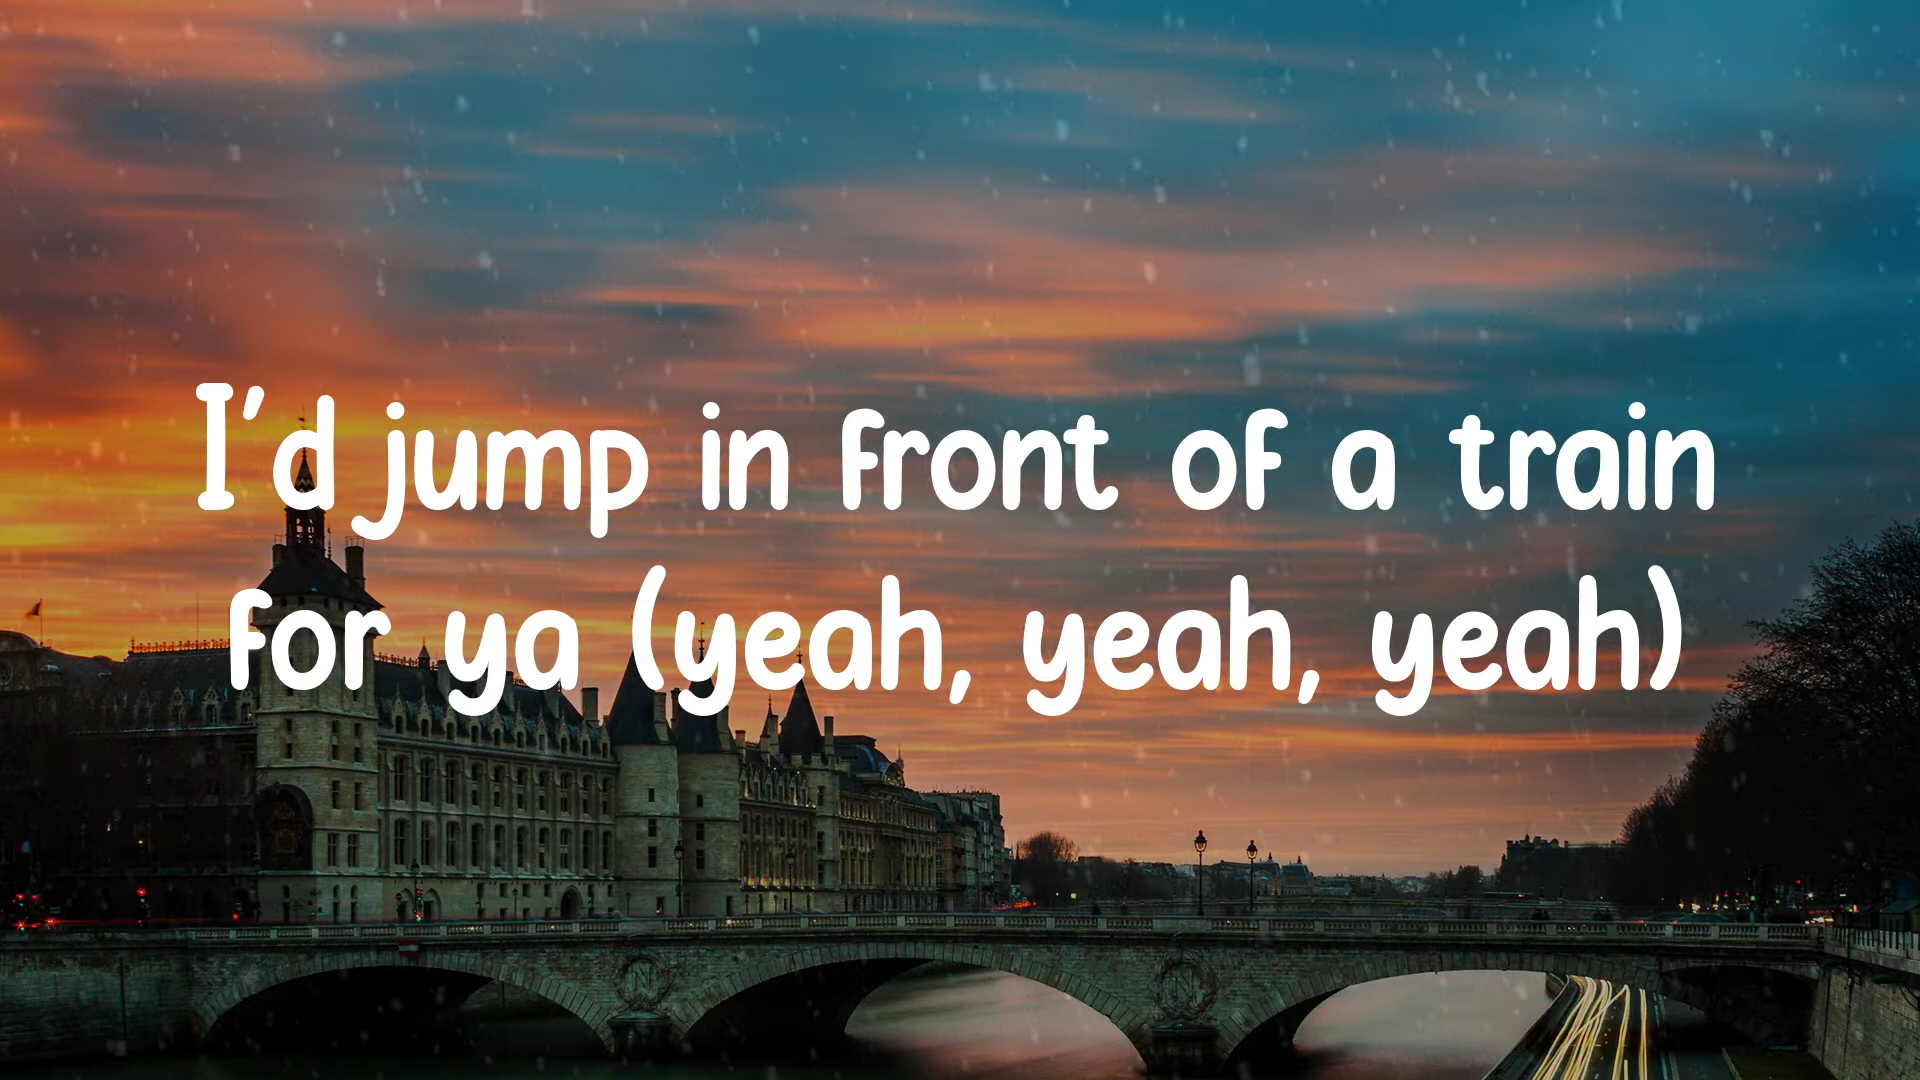 I'd jump in front of a train
for ya (yeah, yeah, yeah)